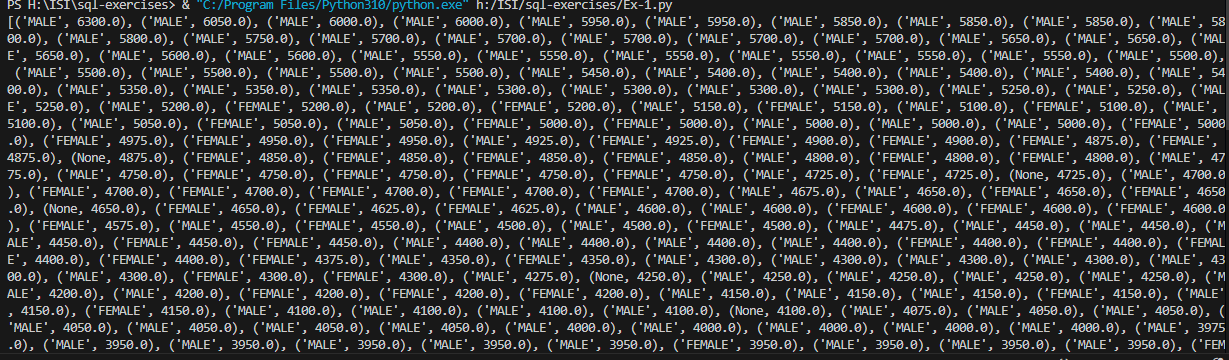 PS H:\ISI\sql-exercises> & "C:/Program Files/Python310/python.exe" h:/ISI/sql-exercises/Ex-1.py
[('MALE', 6300.0), ('MALE', 6050.0), ('MALE', 6000.0), ('MALE', 6000.0), ('MALE', 5950.0), ('MALE', 5950.0), ('MALE', 5850.0), ('MALE', 5850.0), ('MALE', 5850.0), ('MALE', 58
00.0), ('MALE', 5800.0), ('MALE', 5750.0), ('MALE', 5700.0), ('MALE', 5700.0), ('MALE', 5700.0), ('MALE', 5700.0), ('MALE', 5700.0), ('MALE', 5650.0), ('MALE', 5650.0), ('MAL
E', 5650.0), ('MALE', 5600.0), ('MALE', 5600.0), ('MALE', 5550.0), ('MALE', 5550.0), ('MALE', 5550.0), ('MALE', 5550.0), ('MALE', 5550.0), ('MALE', 5550.0), ('MALE', 5500.0),
 ('MALE', 5500.0), ('MALE', 5500.0), ('MALE', 5500.0), ('MALE', 5500.0), ('MALE', 5450.0), ('MALE', 5400.0), ('MALE', 5400.0), ('MALE', 5400.0), ('MALE', 5400.0), ('MALE', 54
00.0), ('MALE', 5350.0), ('MALE', 5350.0), ('MALE', 5350.0), ('MALE', 5300.0), ('MALE', 5300.0), ('MALE', 5300.0), ('MALE', 5300.0), ('MALE', 5250.0), ('MALE', 5250.0), ('MAL
E', 5250.0), ('MALE', 5200.0), ('FEMALE', 5200.0), ('MALE', 5200.0), ('FEMALE', 5200.0), ('MALE', 5150.0), ('FEMALE', 5150.0), ('MALE', 5100.0), ('FEMALE', 5100.0), ('MALE',
5100.0), ('MALE', 5050.0), ('FEMALE', 5050.0), ('MALE', 5050.0), ('FEMALE', 5000.0), ('FEMALE', 5000.0), ('MALE', 5000.0), ('MALE', 5000.0), ('MALE', 5000.0), ('FEMALE', 5000
.0), ('FEMALE', 4975.0), ('FEMALE', 4950.0), ('FEMALE', 4950.0), ('MALE', 4925.0), ('FEMALE', 4925.0), ('MALE', 4900.0), ('FEMALE', 4900.0), ('FEMALE', 4875.0), ('FEMALE',
4875.0), (None, 4875.0), ('FEMALE', 4850.0), ('FEMALE', 4850.0), ('FEMALE', 4850.0), ('FEMALE', 4850.0), ('MALE', 4800.0), ('FEMALE', 4800.0), ('FEMALE', 4800.0), ('MALE', 47
75.0), ('MALE', 4750.0), ('FEMALE', 4750.0), ('FEMALE', 4750.0), ('FEMALE', 4750.0), ('FEMALE', 4750.0), ('MALE', 4725.0), ('FEMALE', 4725.0), (None, 4725.0), ('MALE', 4700.0
), ('FEMALE', 4700.0), ('FEMALE', 4700.0), ('FEMALE', 4700.0), ('FEMALE', 4700.0), ('FEMALE', 4700.0), ('MALE', 4675.0), ('MALE', 4650.0), ('FEMALE', 4650.0), ('FEMALE', 4650
.0), (None, 4650.0), ('FEMALE', 4650.0), ('FEMALE', 4625.0), ('FEMALE', 4625.0), ('MALE', 4600.0), ('MALE', 4600.0), ('FEMALE', 4600.0), ('FEMALE', 4600.0), ('FEMALE', 4600.0
), ('FEMALE', 4575.0), ('MALE', 4550.0), ('FEMALE', 4550.0), ('MALE', 4500.0), ('MALE', 4500.0), ('FEMALE', 4500.0), ('MALE', 4475.0), ('MALE', 4450.0), ('MALE', 4450.0), ('M
ALE', 4450.0), ('FEMALE', 4450.0), ('FEMALE', 4450.0), ('MALE', 4400.0), ('MALE', 4400.0), ('MALE', 4400.0), ('MALE', 4400.0), ('FEMALE', 4400.0), ('FEMALE', 4400.0), ('FEMAL
E', 4400.0), ('FEMALE', 4400.0), ('FEMALE', 4375.0), ('MALE', 4350.0), ('FEMALE', 4350.0), ('MALE', 4300.0), ('MALE', 4300.0), ('MALE', 4300.0), ('MALE', 4300.0), ('MALE', 43
00.0), ('MALE', 4300.0), ('FEMALE', 4300.0), ('FEMALE', 4300.0), ('MALE', 4275.0), (None, 4250.0), ('MALE', 4250.0), ('MALE', 4250.0), ('MALE', 4250.0), ('MALE', 4250.0), ('M
ALE', 4200.0), ('MALE', 4200.0), ('FEMALE', 4200.0), ('FEMALE', 4200.0), ('FEMALE', 4200.0), ('MALE', 4150.0), ('MALE', 4150.0), ('MALE', 4150.0), ('FEMALE', 4150.0), ('MALE'
, 4150.0), ('FEMALE', 4150.0), ('MALE', 4100.0), ('MALE', 4100.0), ('MALE', 4100.0), ('MALE', 4100.0), (None, 4100.0), ('MALE', 4075.0), ('MALE', 4050.0), ('MALE', 4050.0), (
'MALE', 4050.0), ('MALE', 4050.0), ('MALE', 4050.0), ('MALE', 4050.0), ('MALE', 4000.0), ('MALE', 4000.0), ('MALE', 4000.0), ('MALE', 4000.0), ('MALE', 4000.0), ('MALE', 3975
.0), ('MALE', 3950.0), ('MALE', 3950.0), ('MALE', 3950.0), ('MALE', 3950.0), ('MALE', 3950.0), ('FEMALE', 3950.0), ('MALE', 3950.0), ('MALE', 3950.0), ('MALE', 3950.0), ('FEM